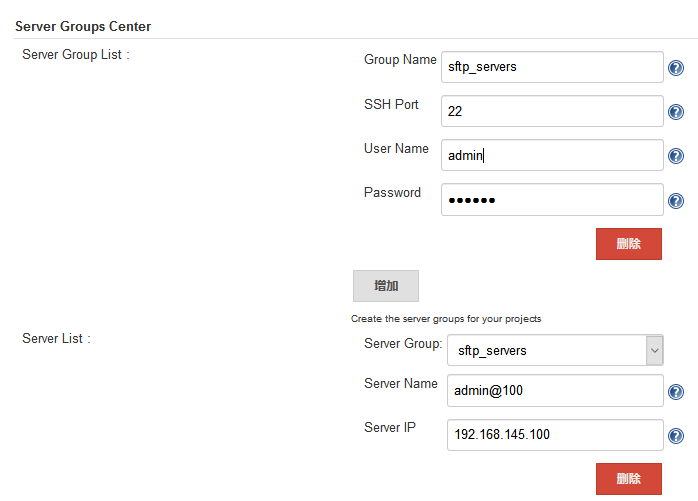 Server Groups Center
Server Group List :
Group Name sftp_servers
SSH Port 22
User Name admin
Password ••••••
删除
增加
Create the server groups for your projects
Server List :
Server Group: sftp_servers
Server Name admin@100
Server IP 192.168.145.100
删除